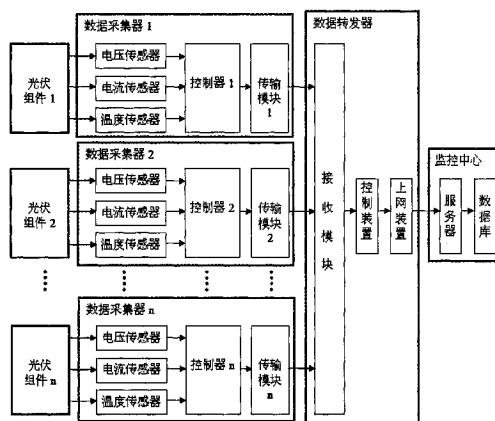 数据采集器 1
光伏
组件 1
电压传感器
电流传感器
温度传感器
控制器 1
传输
模块
1
数据采集器 2
光伏
组件 2
电压传感器
电流传感器
温度传感器
控制器 2
传输
模块
2
数据采集器 n
光伏
组件 n
电压传感器
电流传感器
温度传感器
控制器 n
传输
模块
n
数据转发器
接收模块
控制装置
上网装置
监控中心
服务器
数据库